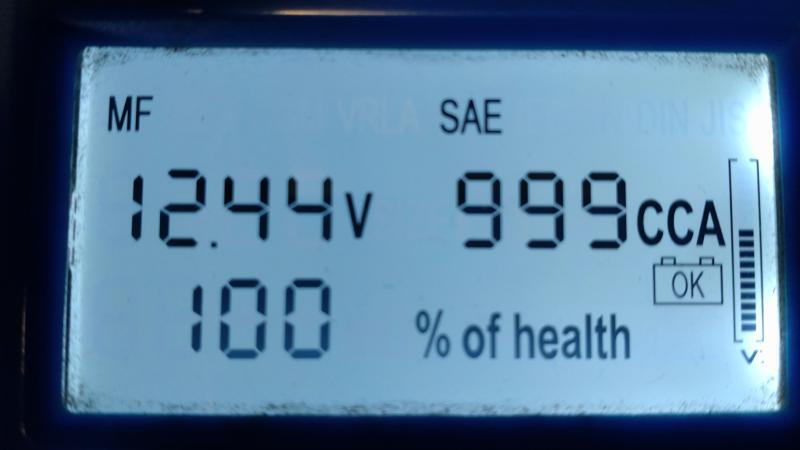 MF SAE
12.44V 999CCA
OK
100 % of health
V